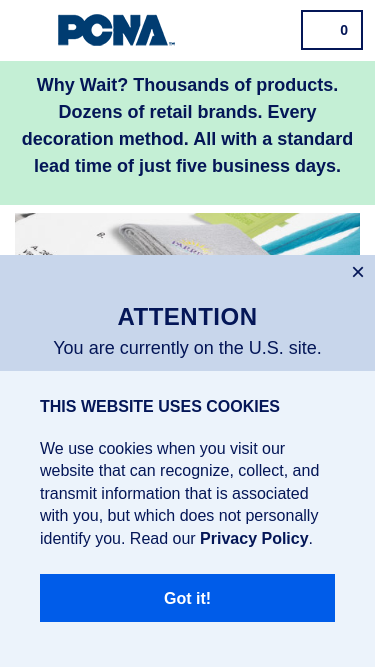 PCNA
0
Why Wait? Thousands of products.
Dozens of retail brands. Every
decoration method. All with a standard
lead time of just five business days.
B.
×
ATTENTION
You are currently on the U.S. site.
THIS WEBSITE USES COOKIES
We use cookies when you visit our
website that can recognize, collect, and
transmit information that is associated
with you, but which does not personally
identify you. Read our Privacy Policy.
Got it!